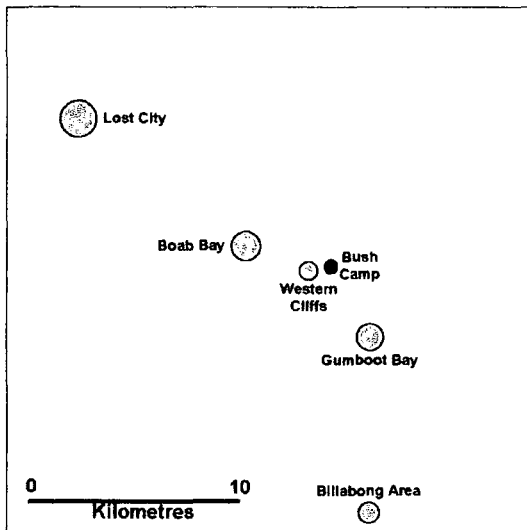 Lost City
Boab Bay
Bush
Camp
Western
Cliffs
Gumboot Bay
Billabong Area
0 10
Kilometres